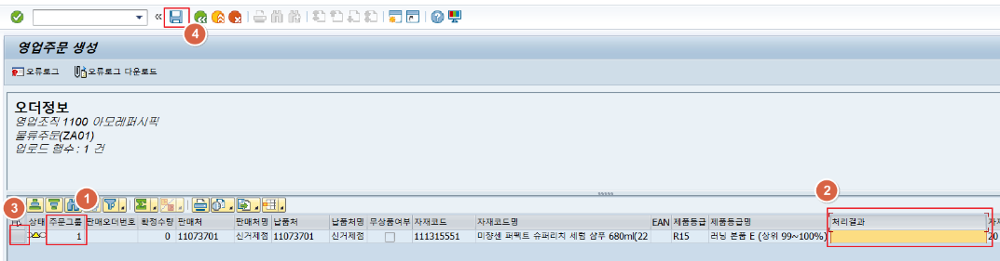 4
영업주문 생성
오류로그 오류로그 다운로드
오더정보
영업조직 1100 아모레퍼시픽
물류주문(ZA01)
업로드 행수 : 1 건
1
2
3
상태 주문그룹 판매오더번호 확정수량 판매처 판매처명 납품처 납품처명 무상품여부 자재코드 자재코드명 EAN 제품등급 제품등급명 처리결과
1 0 11073701 신거제점 11073701 신거제점 111315551 미쟝센 퍼펙트 슈퍼리치 세럼 샴푸 680ml(22 R15 러닝 본품 E (상위 99~100%) 20